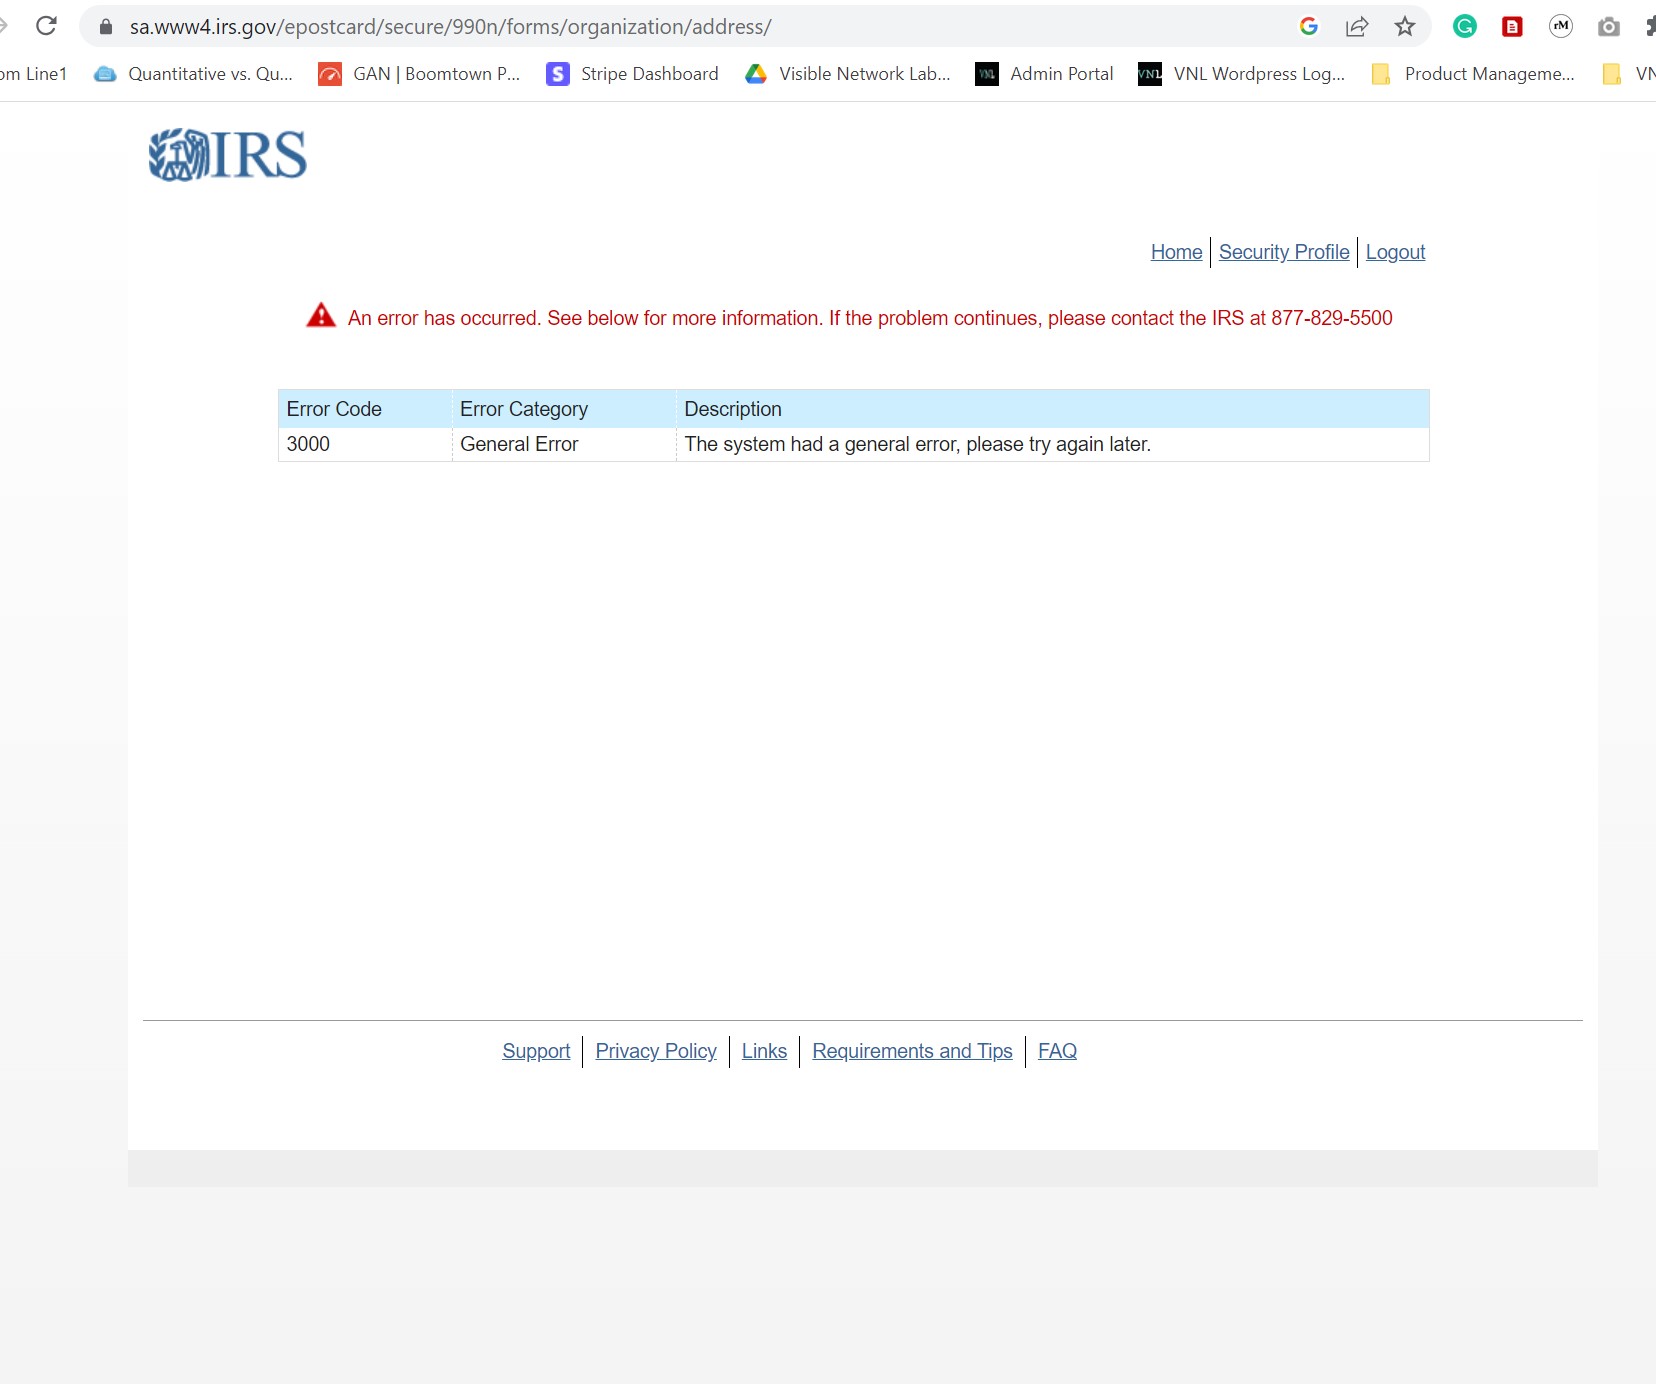 sa.www4.irs.gov/epostcard/secure/990n/forms/organization/address/
om Line1 Quantitative vs. Qu... GAN | Boomtown P... Stripe Dashboard Visible Network Lab... VNL Admin Portal VNL VNL Wordpress Log... Product Manageme... VN
IRS
Home Security Profile Logout
An error has occurred. See below for more information. If the problem continues, please contact the IRS at 877-829-5500
Error Code Error Category Description
3000 General Error The system had a general error, please try again later.
Support Privacy Policy Links Requirements and Tips FAQ